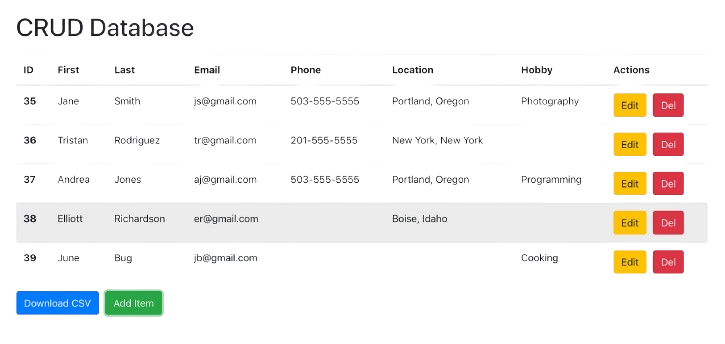 CRUD Database
ID First Last Email Phone Location Hobby Actions
35 Jane Smith js@gmail.com 503-555-5555 Portland, Oregon Photography Edit Del
36 Tristan Rodriguez tr@gmail.com 201-555-5555 New York, New York Edit Del
37 Andrea Jones aj@gmail.com 503-555-5555 Portland, Oregon Programming Edit Del
38 Elliott Richardson er@gmail.com Boise, Idaho Edit Del
39 June Bug jb@gmail.com Cooking Edit Del
Download CSV Add Item